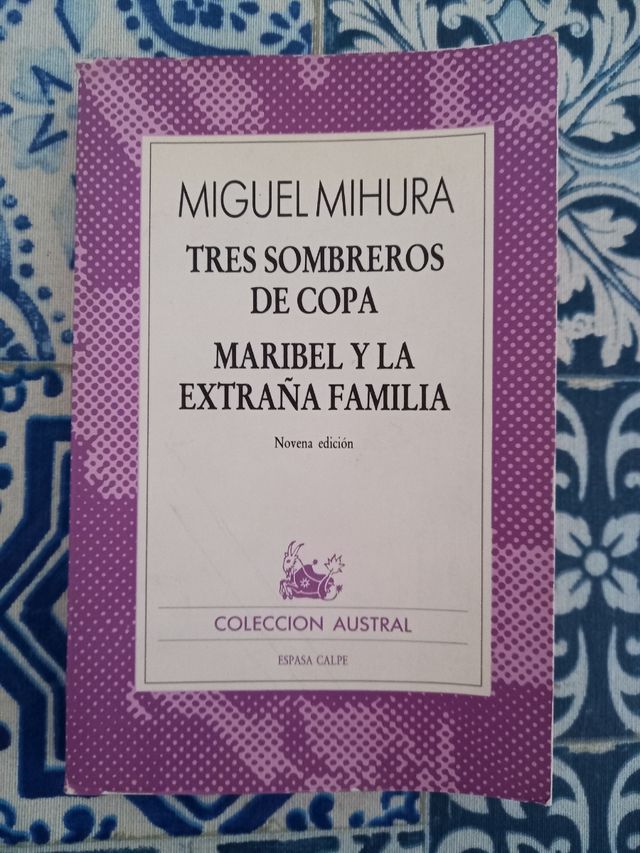 MIGUEL MIHURA
TRES SOMBREROS
DE COPA
MARIBEL Y LA
EXTRAÑA FAMILIA
Novena edición
COLECCION AUSTRAL
ESPASA CALPE